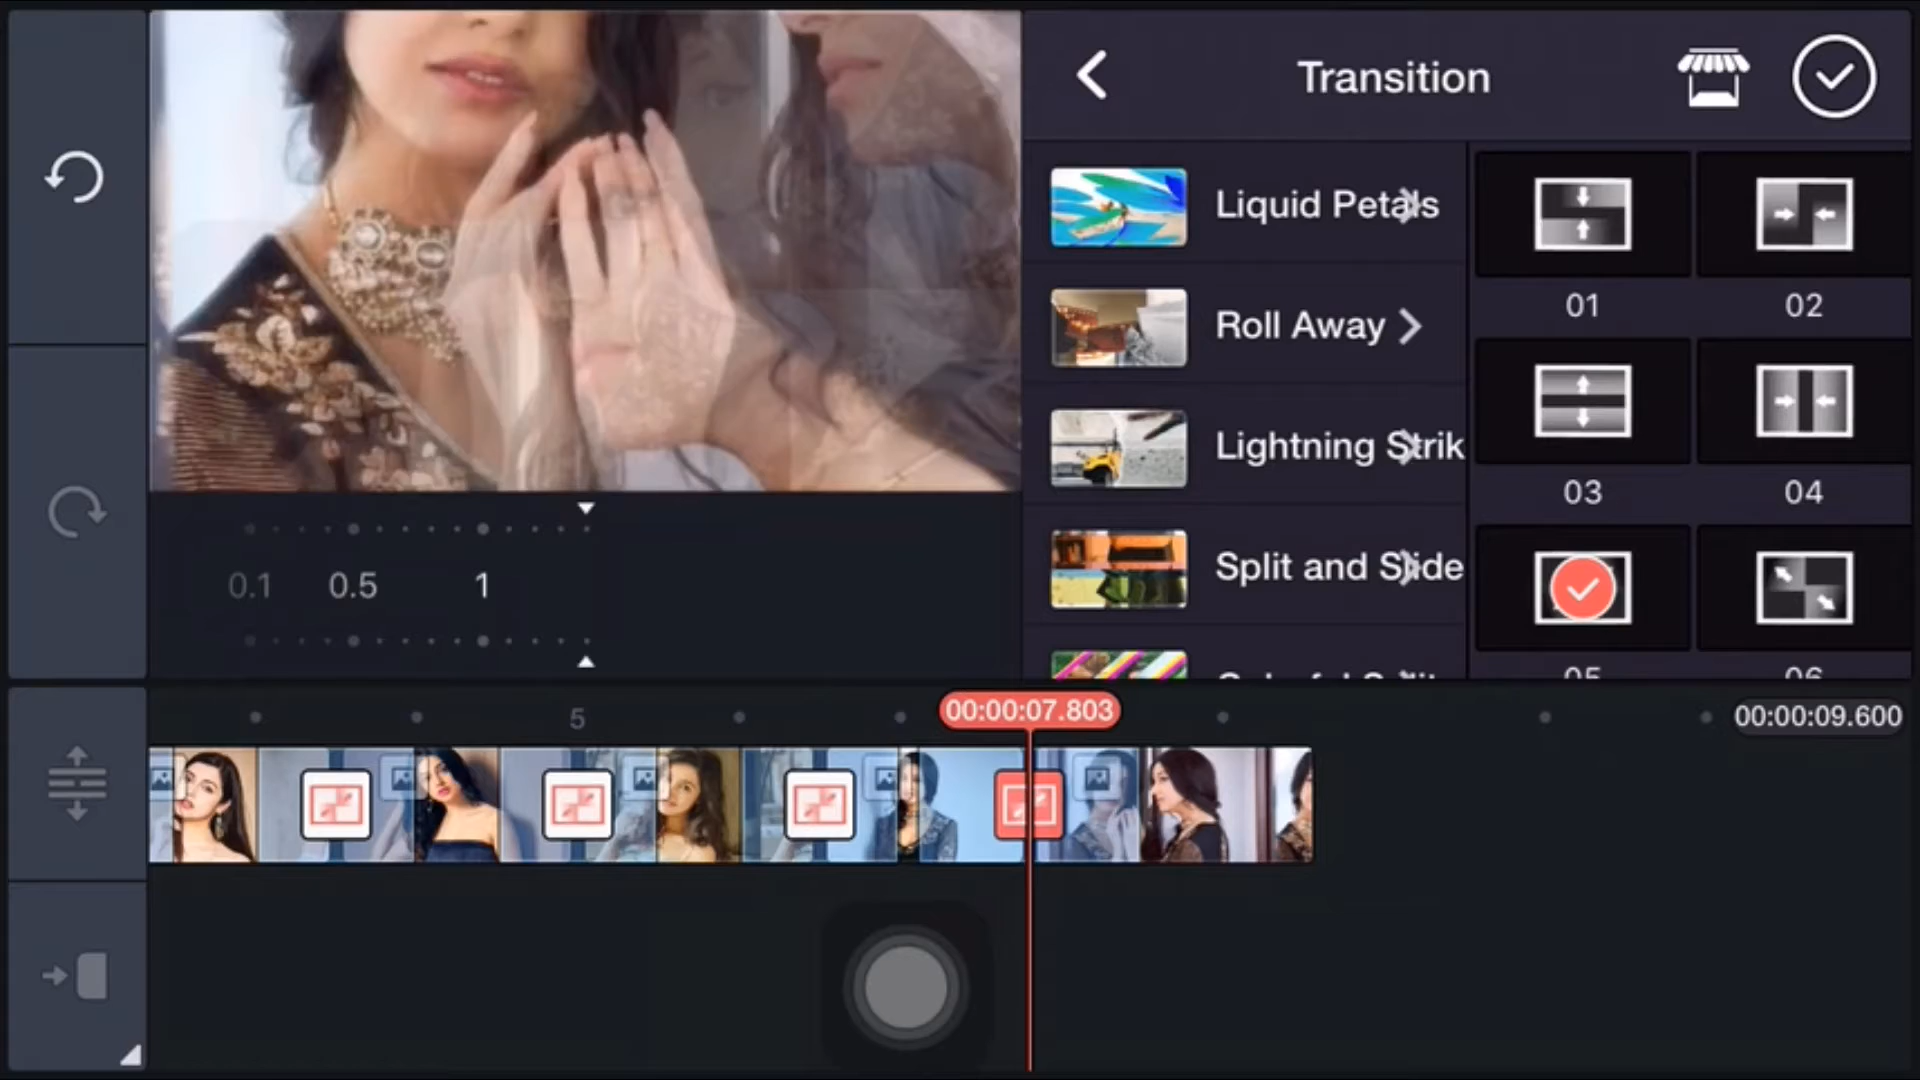 Transition
Liquid Petals
Roll Away
Lightning Strik
Split and Slide
01
02
03
04
05
06
0.1
0.5
1
5
00:00:07.803
00:00:09.600